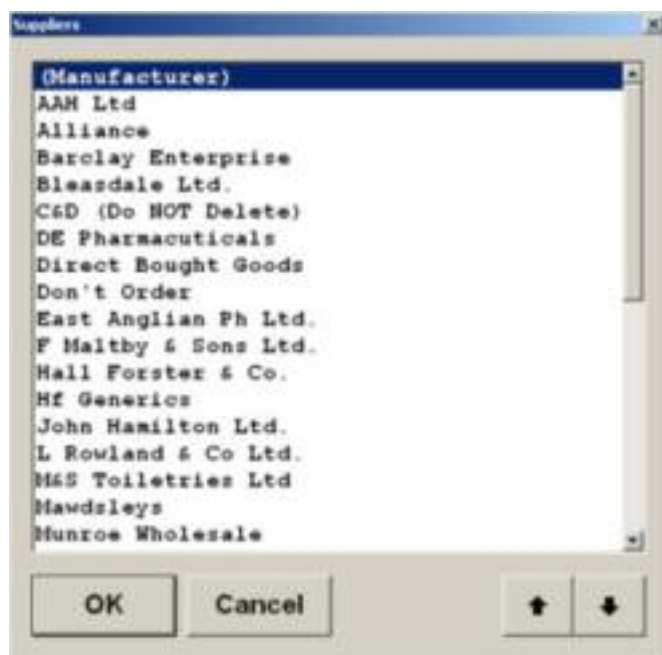 Suppliers
(Manufacturer)
AAH Ltd
Alliance
Barclay Enterprise
Bleasdale Ltd.
C&D (Do NOT Delete)
DE Pharmacuticals
Direct Bought Goods
Don't Order
East Anglian Ph Ltd.
F Maltby & Sons Ltd.
Hall Forster & Co.
Hf Generics
John Hamilton Ltd.
L Rowland & Co Ltd.
M&S Toiletries Ltd
Mawdsleys
Munroe Wholesale
OK Cancel